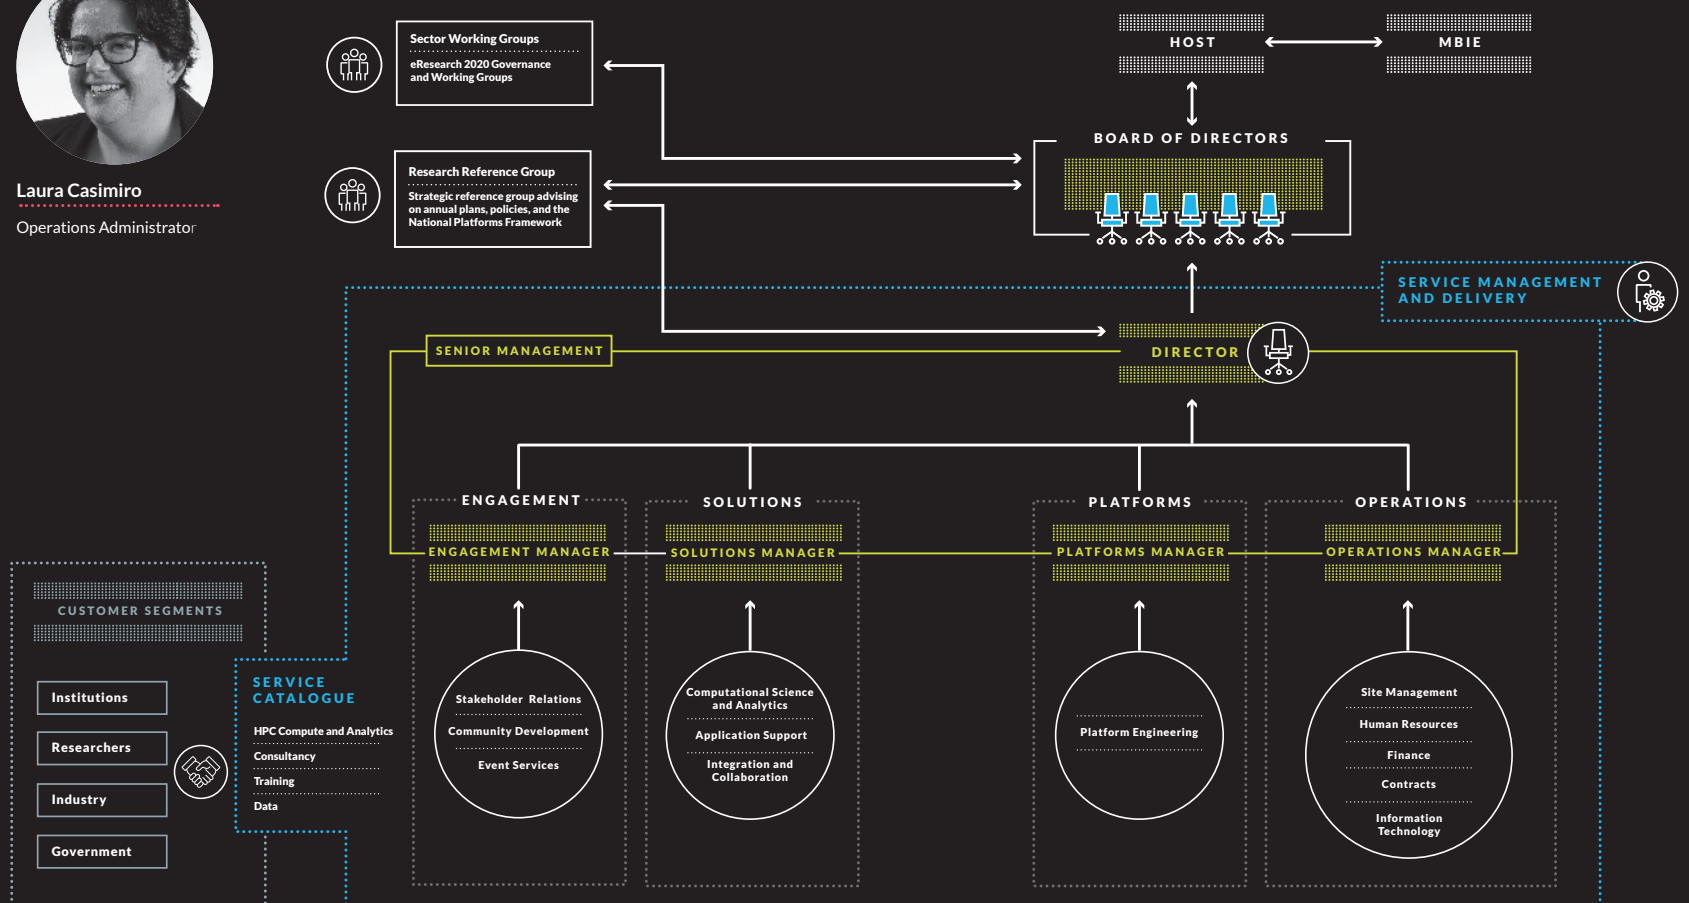 Laura Casimiro
Operations Administrator
Sector Working Groups
eResearch 2020 Governance
and Working Groups
Research Reference Group
Strategic reference group advising
on annual plans, policies, and the
National Platforms Framework
HOST
MBIE
BOARD OF DIRECTORS
SERVICE MANAGEMENT
AND DELIVERY
SENIOR MANAGEMENT
DIRECTOR
ENGAGEMENT
SOLUTIONS
PLATFORMS
OPERATIONS
ENGAGEMENT MANAGER
SOLUTIONS MANAGER
PLATFORMS MANAGER
OPERATIONS MANAGER
CUSTOMER SEGMENTS
Institutions
Researchers
Industry
Government
SERVICE
CATALOGUE
HPC Compute and Analytics
Consultancy
Training
Data
Stakeholder Relations
Community Development
Event Services
Computational Science
and Analytics
Application Support
Integration and
Collaboration
Platform Engineering
Site Management
Human Resources
Finance
Contracts
Information
Technology